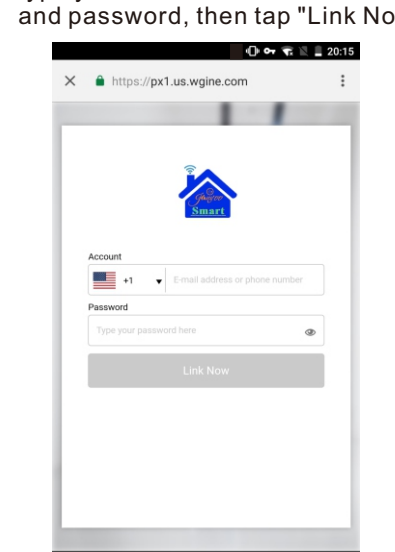 and password, then tap "Link No
20:15
https://px1.us.wgine.com
Smart
Account
+1
E-mail address or phone number
Password
Type your password here
Link Now